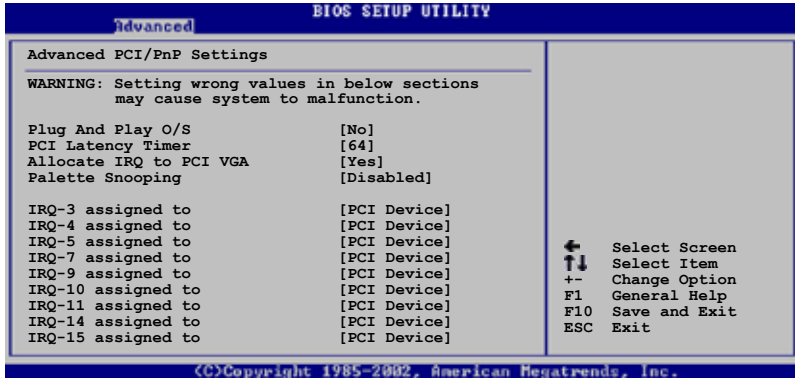 BIOS SETUP UTILITY
Advanced
Advanced PCI/PnP Settings
WARNING: Setting wrong values in below sections
may cause system to malfunction.
Plug And Play O/S [No]
PCI Latency Timer [64]
Allocate IRQ to PCI VGA [Yes]
Palette Snooping [Disabled]
IRQ-3 assigned to [PCI Device]
IRQ-4 assigned to [PCI Device]
IRQ-5 assigned to [PCI Device]
IRQ-7 assigned to [PCI Device]
IRQ-9 assigned to [PCI Device]
IRQ-10 assigned to [PCI Device]
IRQ-11 assigned to [PCI Device]
IRQ-14 assigned to [PCI Device]
IRQ-15 assigned to [PCI Device]
← Select Screen
↑↓ Select Item
+- Change Option
F1 General Help
F10 Save and Exit
ESC Exit
(C)Copyright 1985-2002, American Megatrends, Inc.